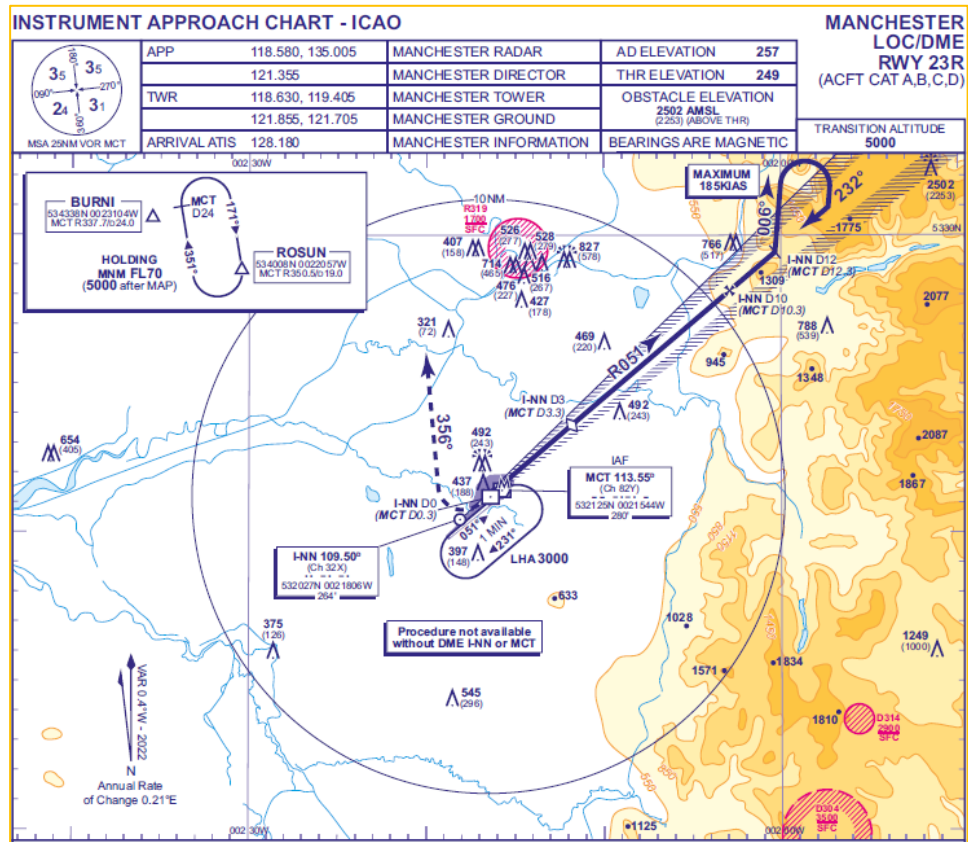 INSTRUMENT APPROACH CHART - ICAO
MANCHESTER
LOC/DME
RWY 23R
(ACFT CAT A,B,C,D)
180°
35 35
090° 270°
24 31
360°
MSA 25NM VOR MCT
APP 118.580, 135.005 MANCHESTER RADAR
121.355 MANCHESTER DIRECTOR
TWR 118.630, 119.405 MANCHESTER TOWER
121.855, 121.705 MANCHESTER GROUND
ARRIVAL ATIS 128.180 MANCHESTER INFORMATION
AD ELEVATION 257
THR ELEVATION 249
OBSTACLE ELEVATION
2502 AMSL
(2253) (ABOVE THR)
BEARINGS ARE MAGNETIC
TRANSITION ALTITUDE
5000
002 30W
BURNI
534338N 0023104W
MCT R337.7/D24.0
MCT
D24
171°
351°
ROSUN
534008N 0022057W
MCT R350.5/D19.0
HOLDING
MNM FL70
(5000 after MAP)
10NM
R319
1700
SFC
407
(158)
526
(277)
528
(279)
827
(578)
714
(465)
516
(267)
476
(227)
427
(178)
321
(72)
469
(220)
MAXIMUM
185KIAS
006°
232°
1775
2502
(2253)
5330N
766
(517)
I-NN D12
(MCT D12.3)
1309
I-NN D10
(MCT D10.3)
2077
788
(539)
945
1348
R051°
I-NN D3
(MCT D3.3)
492
(243)
2087
1867
356°
654
(405)
492
(243)
437
(188)
I-NN D0
(MCT D0.3)
IAF
MCT 113.55°
(Ch 82Y)
532125N 0021544W
280'
051°
1 MIN
231°
397
(148)
LHA 3000
I-NN 109.50°
(Ch 32X)
532027N 0021806W
264'
633
Procedure not available
without DME I-NN or MCT
375
(126)
545
(296)
1028
1571
1834
1249
(1000)
1810
D314
2900
SFC
D304
3500
SFC
1125
VAR 0.4°W - 2022
N
Annual Rate
of Change 0.21°E
002 30W